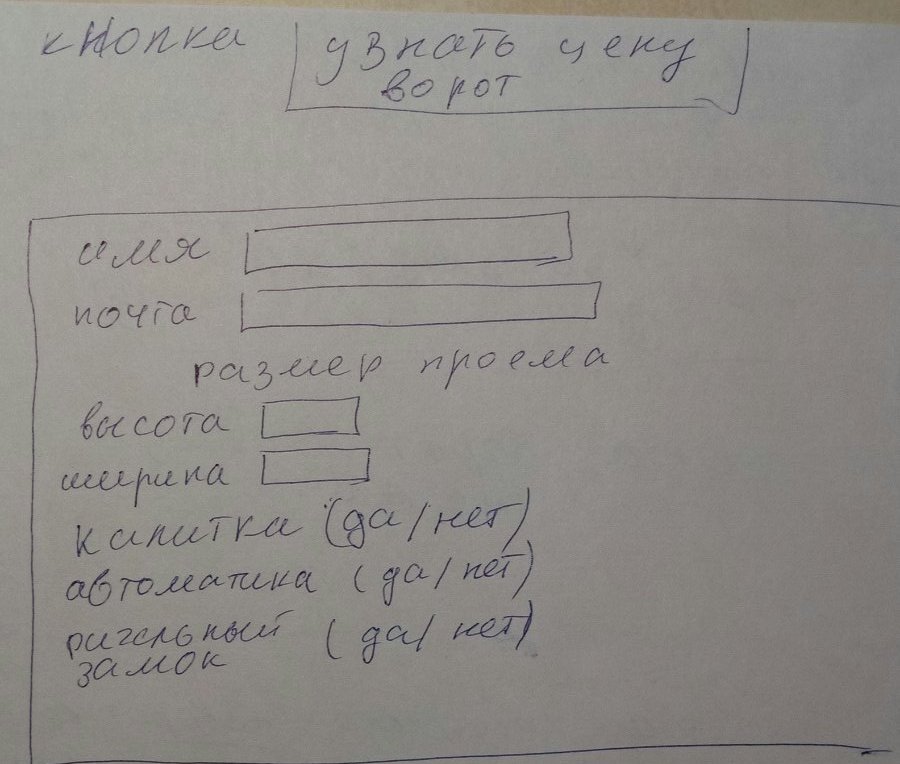 кнопка узнать цену
ворот
имя
почта
размер проема
высота
ширина
калитка (да/нет)
автоматика (да/нет)
ригельный (да/нет)
замок